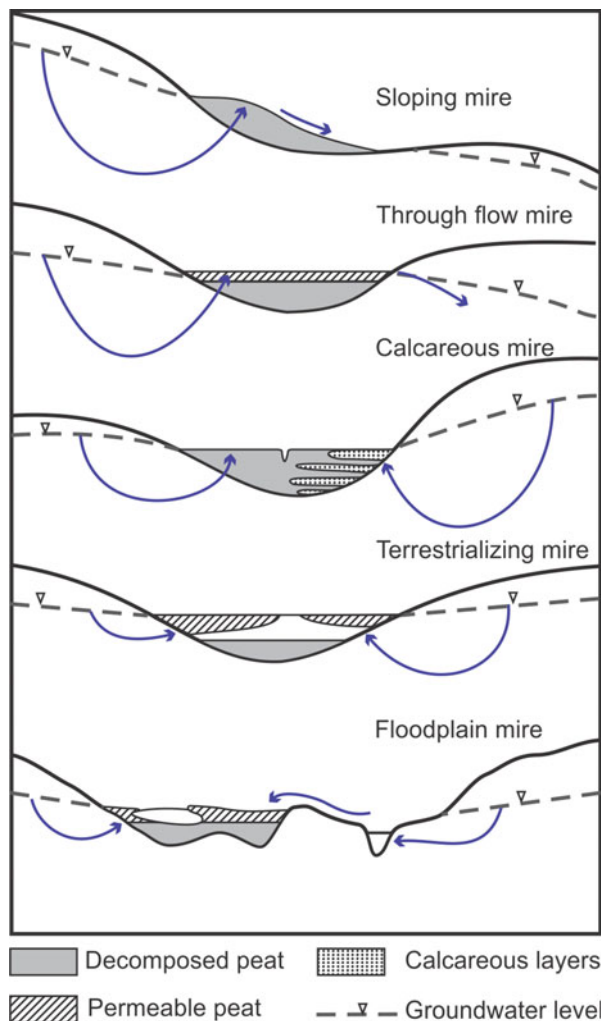 Sloping mire
Through flow mire
Calcareous mire
Terrestrializing mire
Floodplain mire
Decomposed peat
Calcareous layers
Permeable peat
Groundwater level